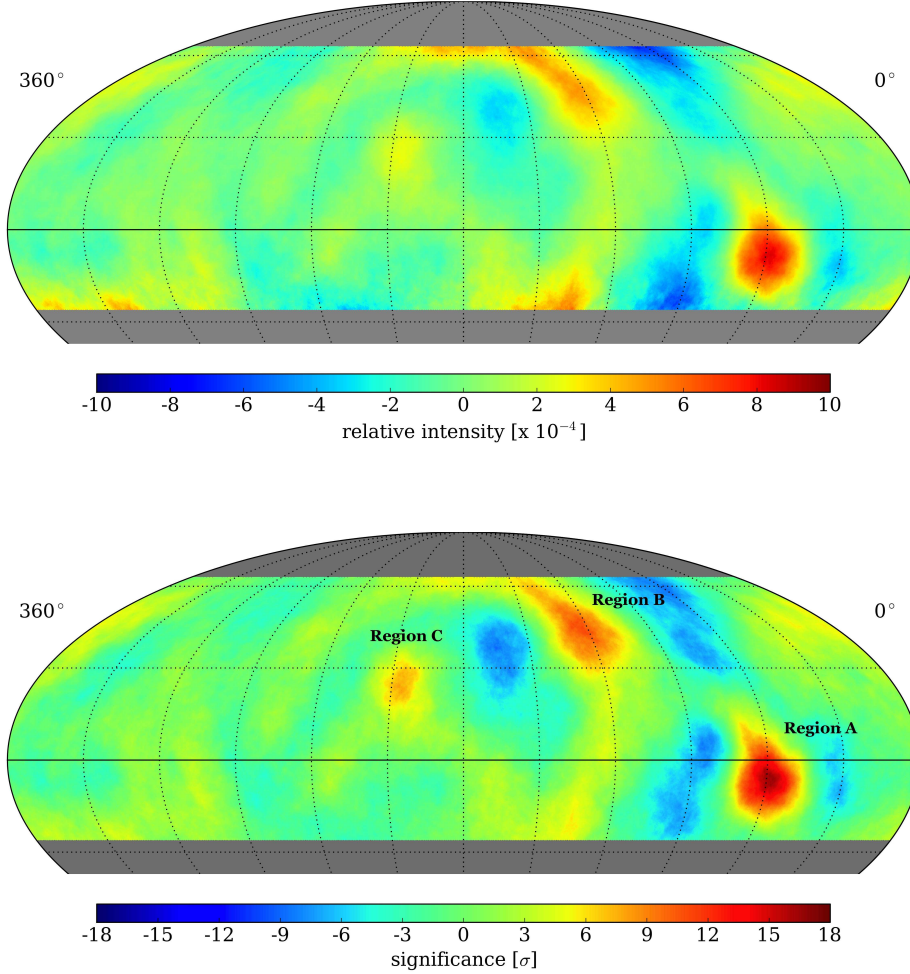 360° 0°
-10 -8 -6 -4 -2 0 2 4 6 8 10
relative intensity [x 10⁻⁴]
Region B
360° 0°
Region C
Region A
-18 -15 -12 -9 -6 -3 0 3 6 9 12 15 18
significance [σ]